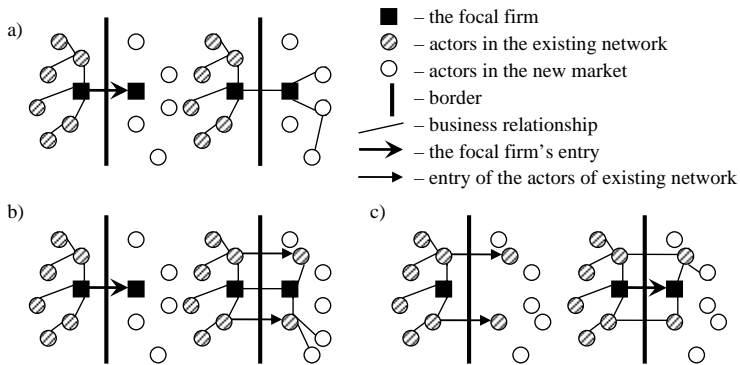 a)
– the focal firm
– actors in the existing network
– actors in the new market
– border
– business relationship
– the focal firm's entry
– entry of the actors of existing network
b)
c)